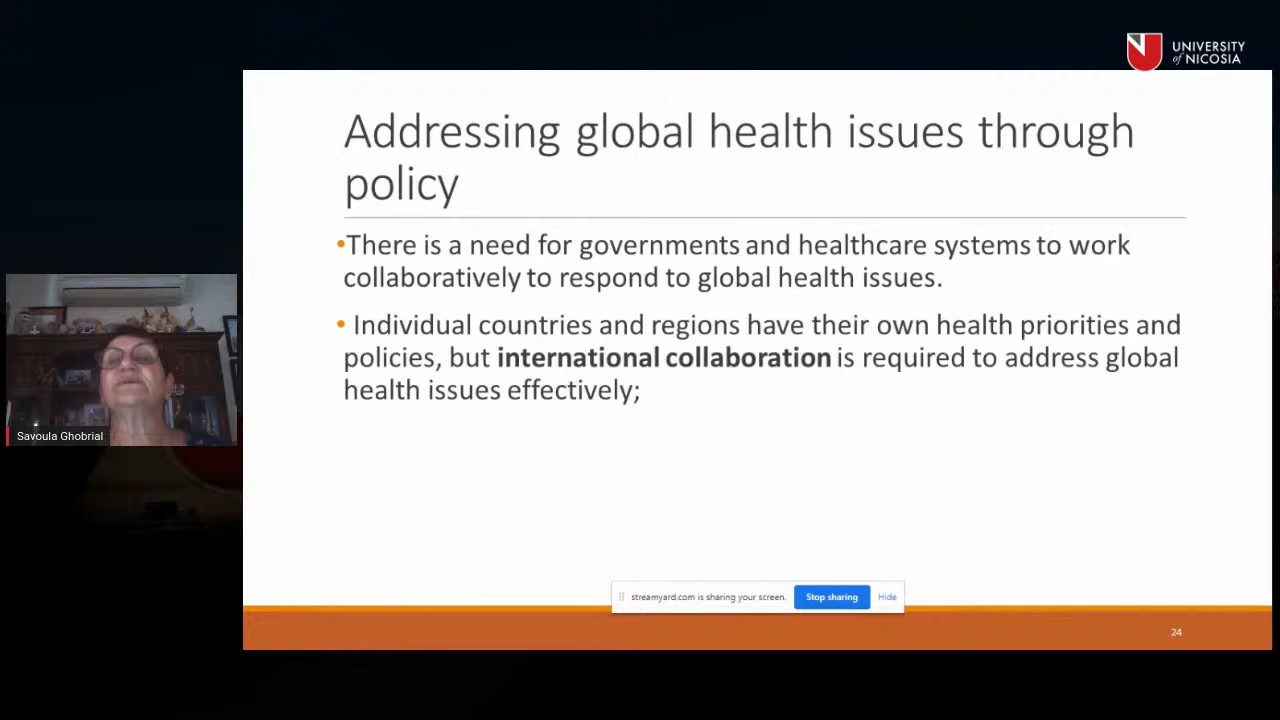 UNIVERSITY
of NICOSIA
Addressing global health issues through
policy
•There is a need for governments and healthcare systems to work
collaboratively to respond to global health issues.
• Individual countries and regions have their own health priorities and
policies, but international collaboration is required to address global
health issues effectively;
Savoula Ghobrial
streamyard.com is sharing your screen. Stop sharing Hide
24